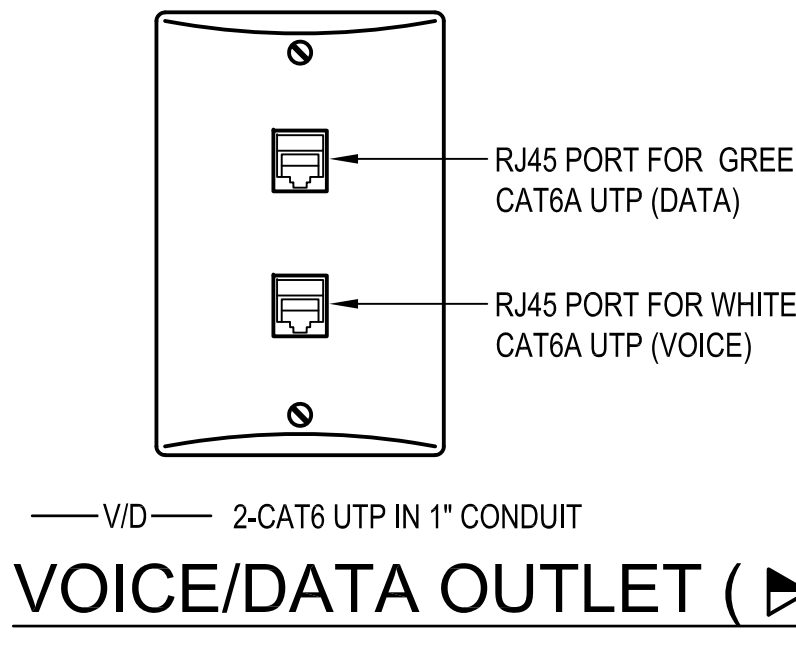 RJ45 PORT FOR GREE
CAT6A UTP (DATA)
RJ45 PORT FOR WHITE
CAT6A UTP (VOICE)
V/D 2-CAT6 UTP IN 1" CONDUIT
VOICE/DATA OUTLET (